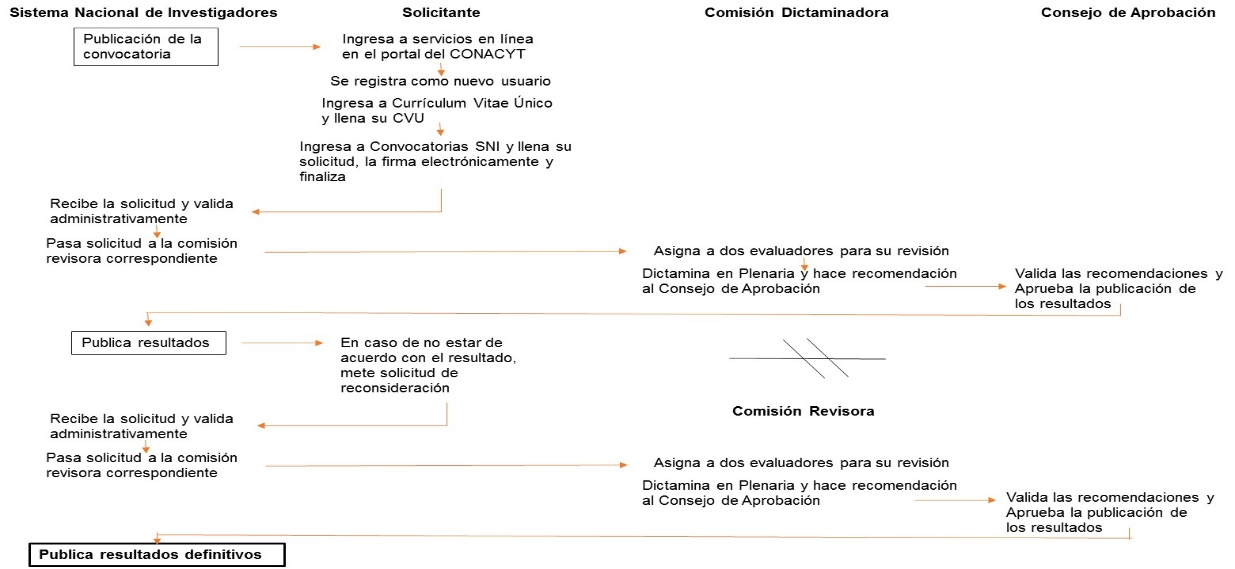 Sistema Nacional de Investigadores
Solicitante
Comisión Dictaminadora
Consejo de Aprobación
Publicación de la
convocatoria
Ingresa a servicios en línea
en el portal del CONACYT
Se registra como nuevo usuario
Ingresa a Currículum Vitae Único
y llena su CVU
Ingresa a Convocatorias SNI y llena su
solicitud, la firma electrónicamente y
finaliza
Recibe la solicitud y valida
administrativamente
Pasa solicitud a la comisión
revisora correspondiente
Asigna a dos evaluadores para su revisión
Dictamina en Plenaria y hace recomendación
al Consejo de Aprobación
Valida las recomendaciones y
Aprueba la publicación de
los resultados
Publica resultados
En caso de no estar de
acuerdo con el resultado,
mete solicitud de
reconsideración
Comisión Revisora
Recibe la solicitud y valida
administrativamente
Pasa solicitud a la comisión
revisora correspondiente
Asigna a dos evaluadores para su revisión
Dictamina en Plenaria y hace recomendación
al Consejo de Aprobación
Valida las recomendaciones y
Aprueba la publicación de
los resultados
Publica resultados definitivos